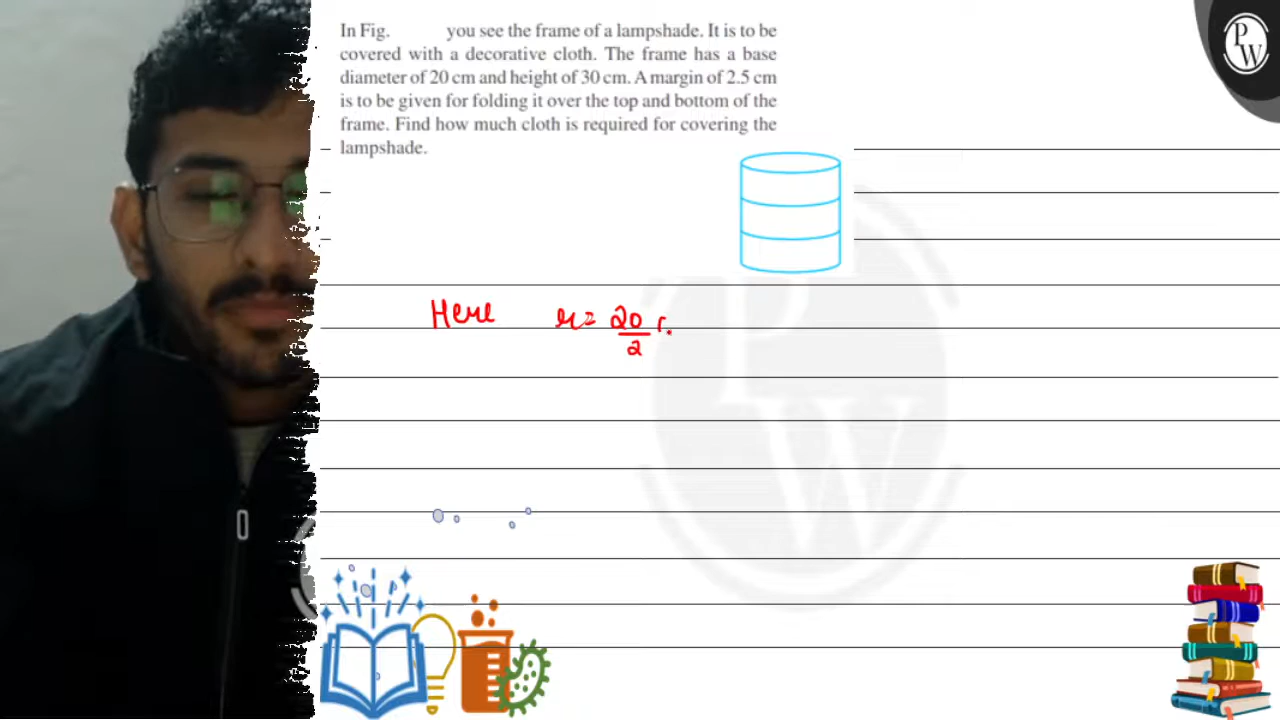 In Fig. you see the frame of a lampshade. It is to be
covered with a decorative cloth. The frame has a base
diameter of 20 cm and height of 30 cm. A margin of 2.5 cm
is to be given for folding it over the top and bottom of the
frame. Find how much cloth is required for covering the
lampshade.
Here r = 20/2
PW
PW